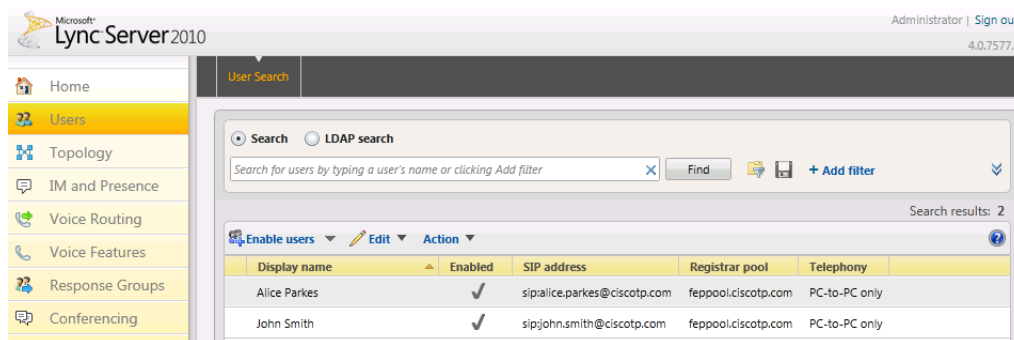 Microsoft®
Lync Server 2010
Administrator | Sign ou
4.0.7577.
Home
Users
Topology
IM and Presence
Voice Routing
Voice Features
Response Groups
Conferencing
User Search
Search LDAP search
Search for users by typing a user's name or clicking Add filter Find + Add filter
Search results: 2
Enable users Edit Action
Display name Enabled SIP address Registrar pool Telephony
Alice Parkes sip:alice.parkes@ciscotp.com feppool.ciscotp.com PC-to-PC only
John Smith sip:john.smith@ciscotp.com feppool.ciscotp.com PC-to-PC only